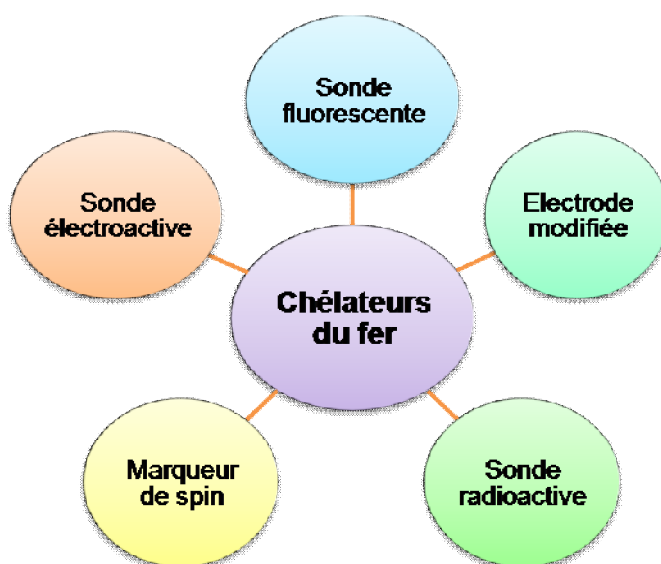 Sonde
fluorescente
Sonde
électroactive
Electrode
modifiée
Chélateurs
du fer
Marqueur
de spin
Sonde
radioactive